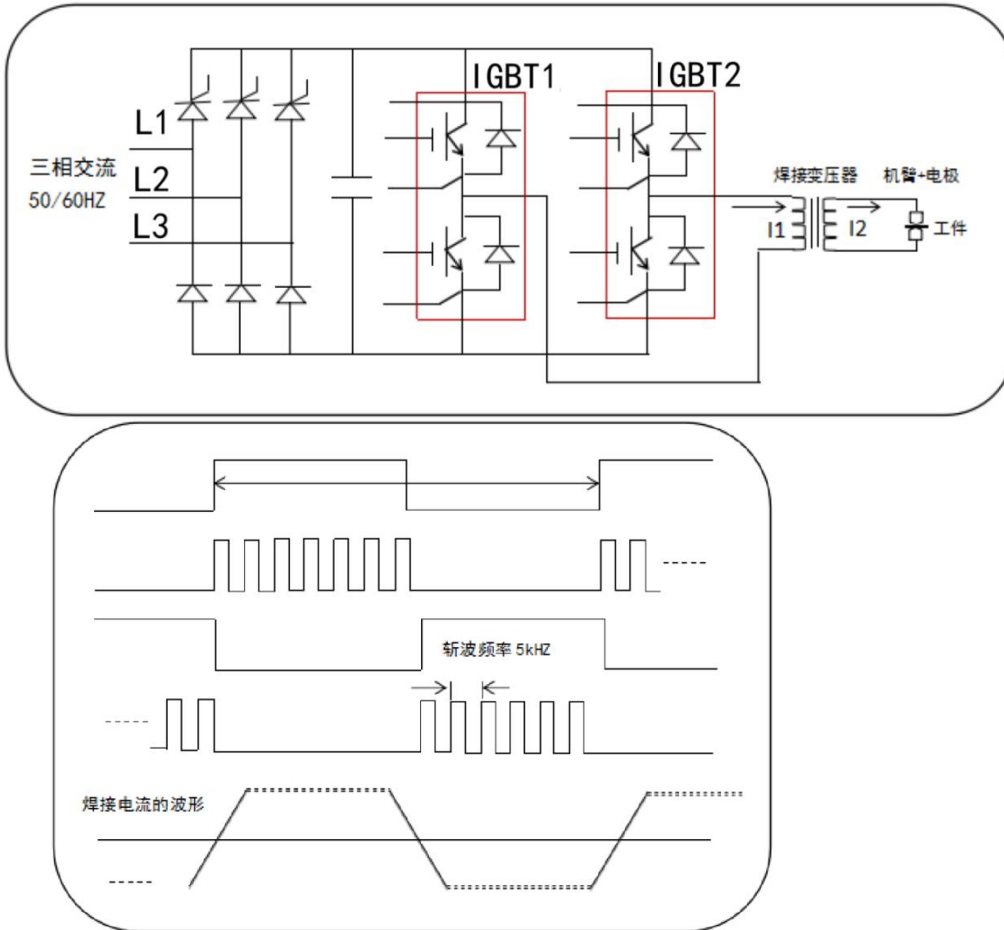 IGBT1
IGBT2
L1
三相交流
50/60HZ
L2
L3
焊接变压器
机臂+电极
I1
I2
工件
斩波频率 5kHZ
焊接电流的波形